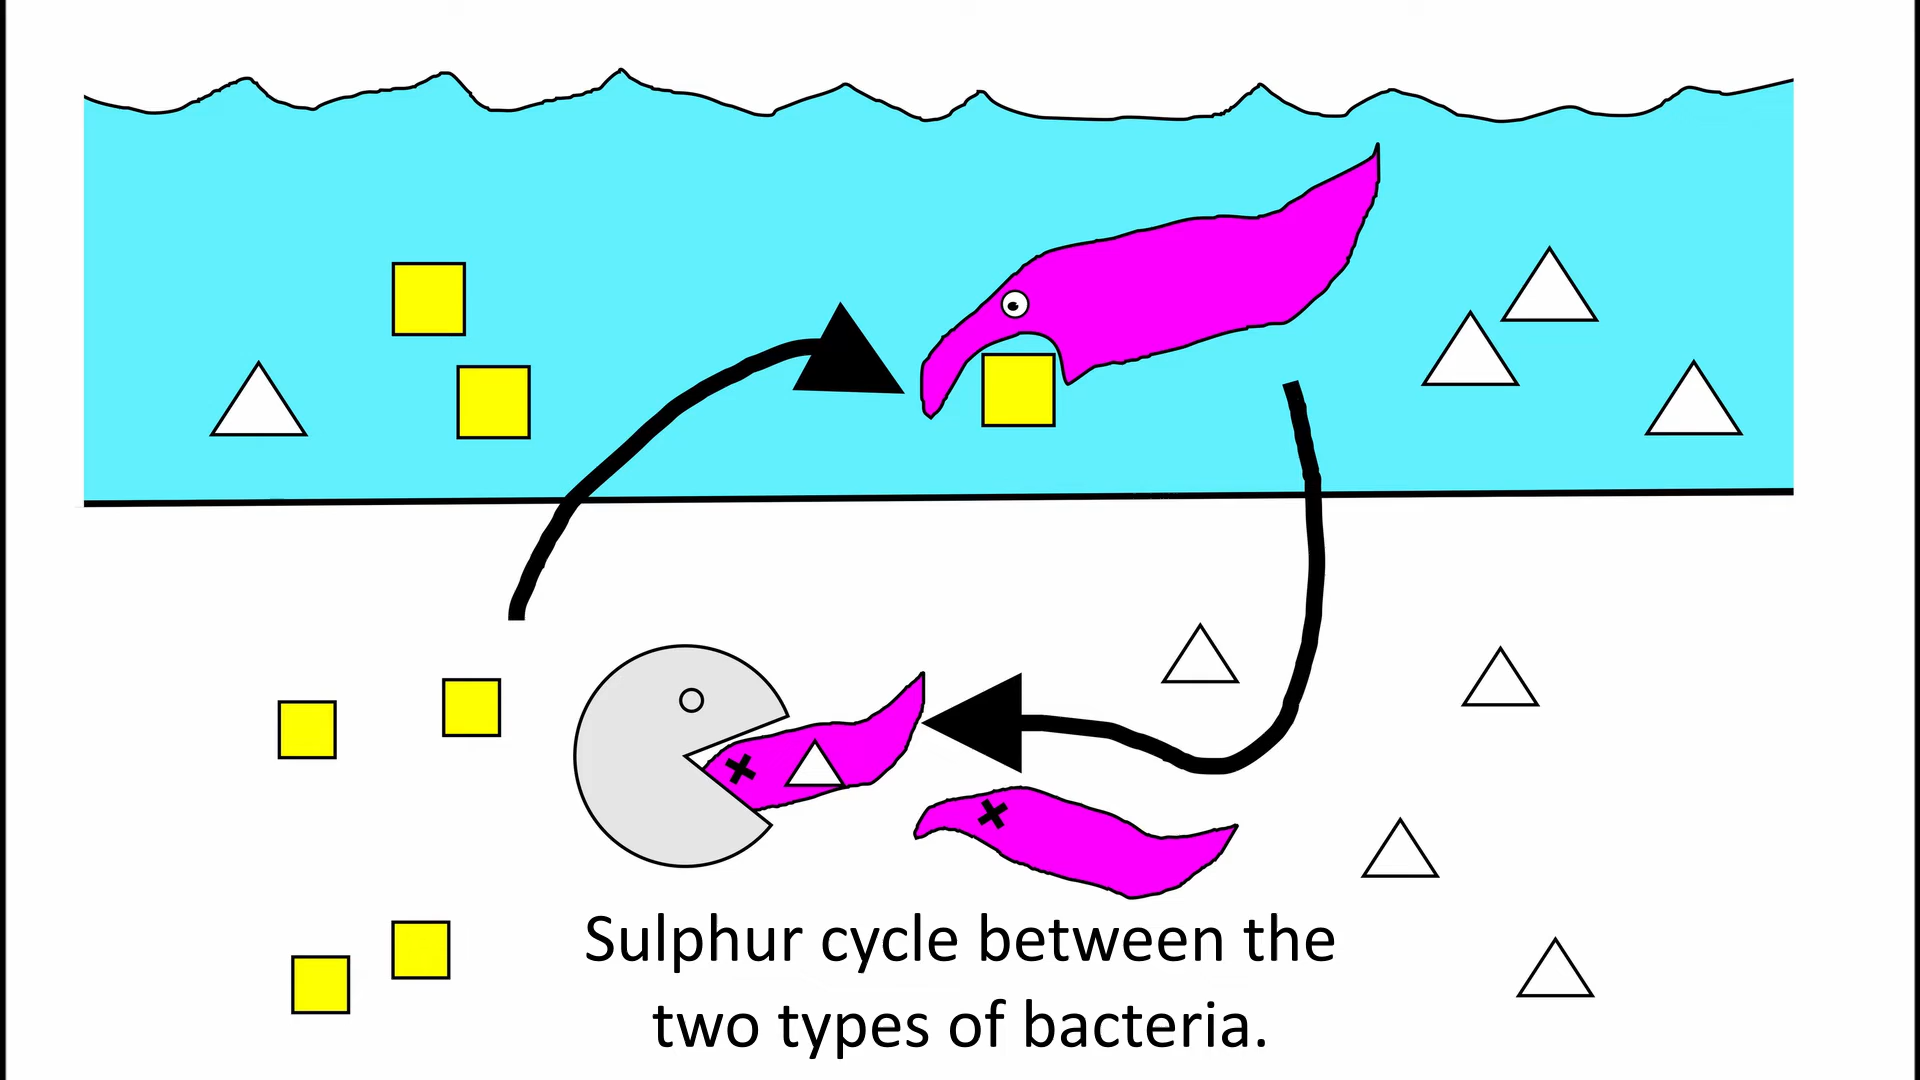 Sulphur cycle between the
two types of bacteria.